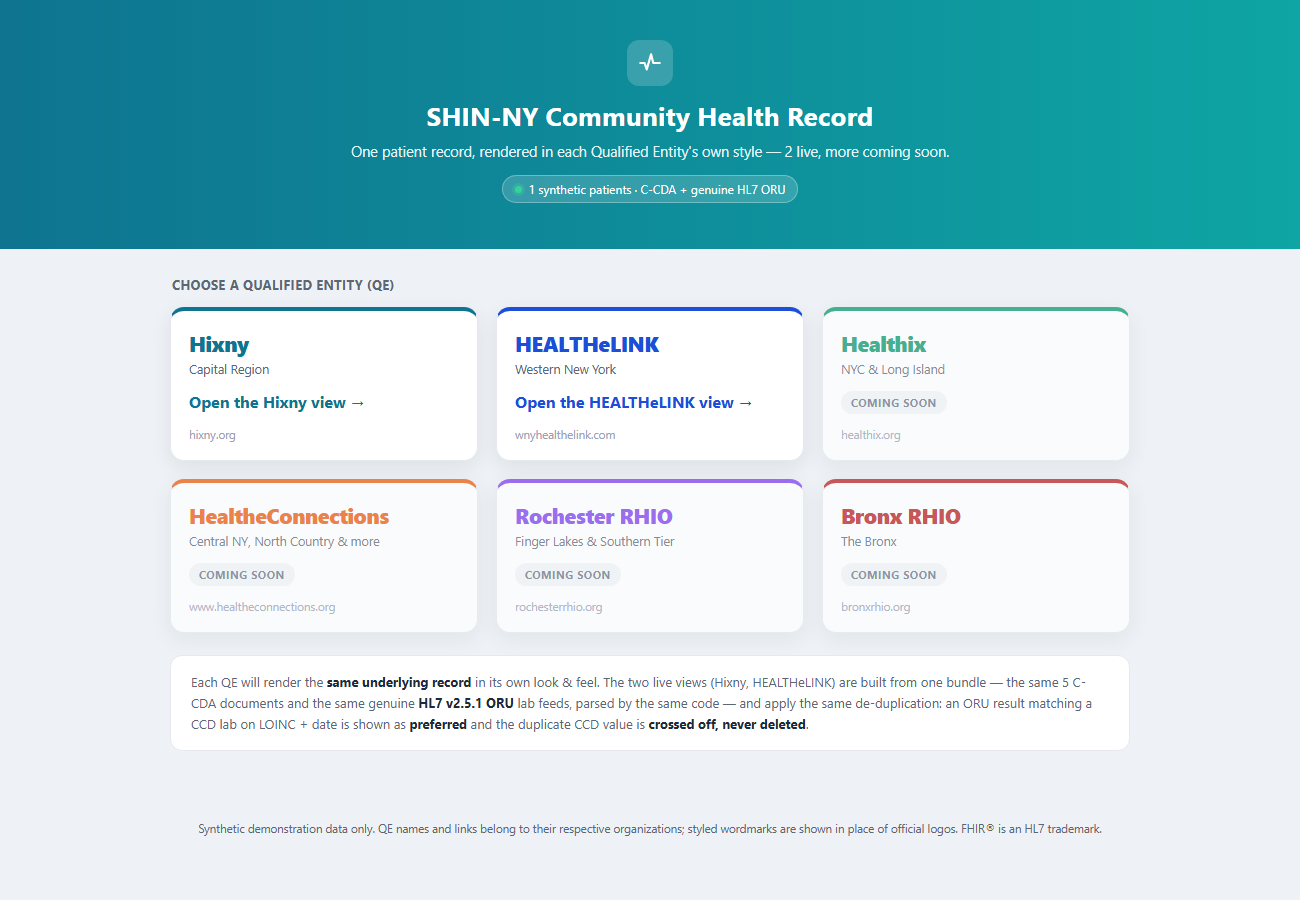 SHIN-NY Community Health Record
One patient record, rendered in each Qualified Entity's own style — 2 live, more coming soon.
1 synthetic patients · C-CDA + genuine HL7 ORU
CHOOSE A QUALIFIED ENTITY (QE)
Hixny
Capital Region
Open the Hixny view →
hixny.org
HEALTHeLINK
Western New York
Open the HEALTHeLINK view →
wnyhealthelink.com
Healthix
NYC & Long Island
COMING SOON
healthix.org
HealtheConnections
Central NY, North Country & more
COMING SOON
www.healtheconnections.org
Rochester RHIO
Finger Lakes & Southern Tier
COMING SOON
rochesterrhio.org
Bronx RHIO
The Bronx
COMING SOON
bronxrhio.org
Each QE will render the same underlying record in its own look & feel. The two live views (Hixny, HEALTHeLINK) are built from one bundle — the same 5 C-
CDA documents and the same genuine HL7 v2.5.1 ORU lab feeds, parsed by the same code — and apply the same de-duplication: an ORU result matching a
CCD lab on LOINC + date is shown as preferred and the duplicate CCD value is crossed off, never deleted.
Synthetic demonstration data only. QE names and links belong to their respective organizations; styled wordmarks are shown in place of official logos. FHIR® is an HL7 trademark.